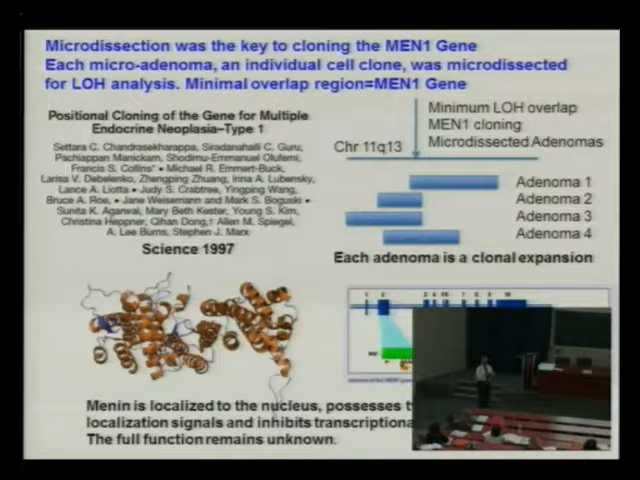 Microdissection was the key to cloning the MEN1 Gene
Each micro-adenoma, an individual cell clone, was microdissected
for LOH analysis. Minimal overlap region=MEN1 Gene
Positional Cloning of the Gene for Multiple
Endocrine Neoplasia–Type 1
Settara C. Chandrasekharappa, Siradanahalli C. Guru,
Pachiappan Manickam, Shodimu-Emmanuel Olufemi,
Francis S. Collins* • Michael R. Emmert-Buck,
Larisa V. Debelenko, Zhengping Zhuang, Irina A. Lubensky,
Lance A. Liotta • Judy S. Crabtree, Yingping Wang,
Bruce A. Roe, • Jane Weisemann and Mark S. Boguski •
Sunita K. Agarwal, Mary Beth Kester, Young S. Kim,
Christina Heppner, Qihan Dong,† Allen M. Spiegel,
A. Lee Burns, Stephen J. Marx
Science 1997
Minimum LOH overlap
MEN1 cloning
Microdissected Adenomas
Chr 11q13
Adenoma 1
Adenoma 2
Adenoma 3
Adenoma 4
Each adenoma is a clonal expansion
Menin is localized to the nucleus, possesses
localization signals and inhibits transcriptiona
The full function remains unknown.